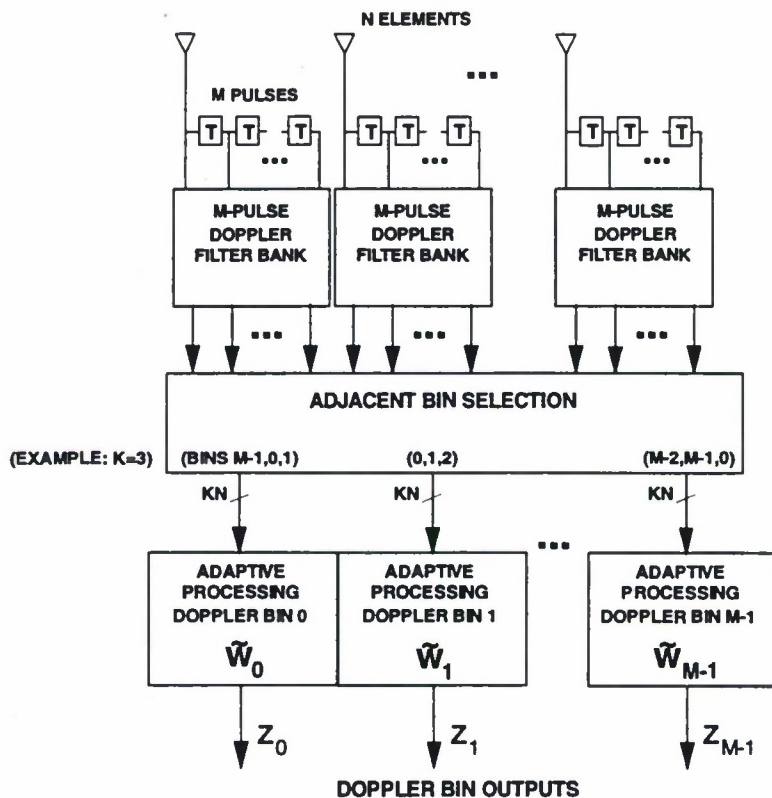 N ELEMENTS
M PULSES
T T T T T T T T T
M-PULSE DOPPLER FILTER BANK
M-PULSE DOPPLER FILTER BANK
M-PULSE DOPPLER FILTER BANK
ADJACENT BIN SELECTION
(EXAMPLE: K=3) (BINS M-1,0,1) (0,1,2) (M-2,M-1,0)
KN KN KN
ADAPTIVE PROCESSING DOPPLER BIN 0
W̃0
ADAPTIVE PROCESSING DOPPLER BIN 1
W̃1
ADAPTIVE PROCESSING DOPPLER BIN M-1
W̃M-1
Z0 Z1 ZM-1
DOPPLER BIN OUTPUTS